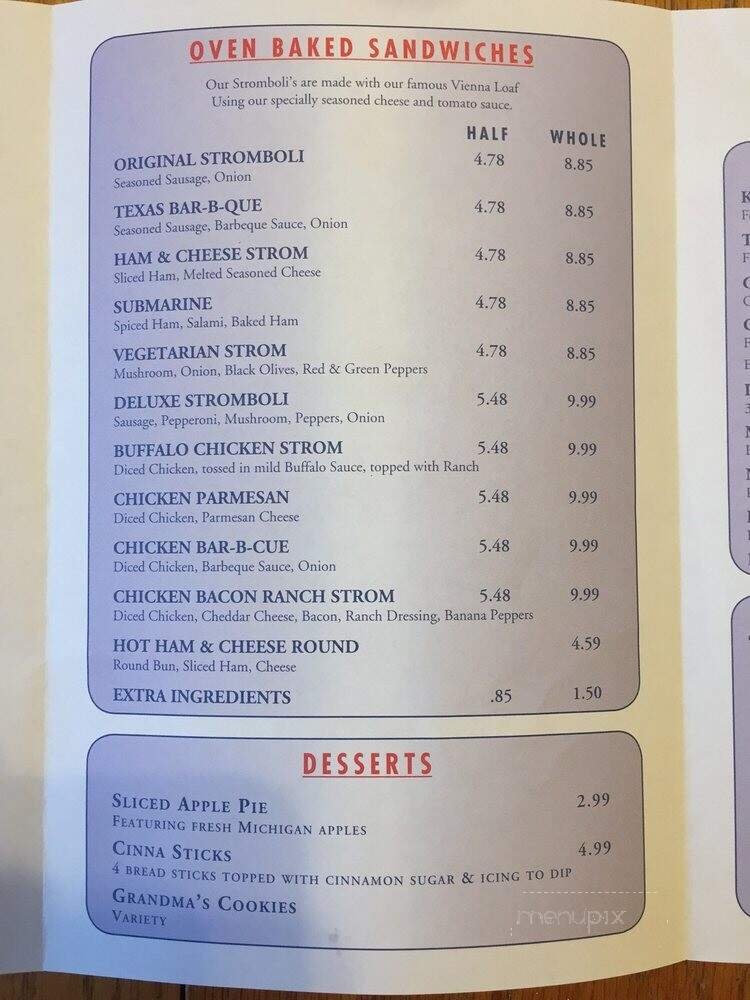 OVEN BAKED SANDWICHES
Our Stromboli's are made with our famous Vienna Loaf
Using our specially seasoned cheese and tomato sauce.
HALF WHOLE
ORIGINAL STROMBOLI 4.78 8.85
Seasoned Sausage, Onion
TEXAS BAR-B-QUE 4.78 8.85
Seasoned Sausage, Barbeque Sauce, Onion
HAM & CHEESE STROM 4.78 8.85
Sliced Ham, Melted Seasoned Cheese
SUBMARINE 4.78 8.85
Spiced Ham, Salami, Baked Ham
VEGETARIAN STROM 4.78 8.85
Mushroom, Onion, Black Olives, Red & Green Peppers
DELUXE STROMBOLI 5.48 9.99
Sausage, Pepperoni, Mushroom, Peppers, Onion
BUFFALO CHICKEN STROM 5.48 9.99
Diced Chicken, tossed in mild Buffalo Sauce, topped with Ranch
CHICKEN PARMESAN 5.48 9.99
Diced Chicken, Parmesan Cheese
CHICKEN BAR-B-CUE 5.48 9.99
Diced Chicken, Barbeque Sauce, Onion
CHICKEN BACON RANCH STROM 5.48 9.99
Diced Chicken, Cheddar Cheese, Bacon, Ranch Dressing, Banana Peppers
HOT HAM & CHEESE ROUND 4.59
Round Bun, Sliced Ham, Cheese
EXTRA INGREDIENTS .85 1.50
DESSERTS
SLICED APPLE PIE 2.99
FEATURING FRESH MICHIGAN APPLES
CINNA STICKS 4.99
4 BREAD STICKS TOPPED WITH CINNAMON SUGAR & ICING TO DIP
GRANDMA'S COOKIES
VARIETY
menupix